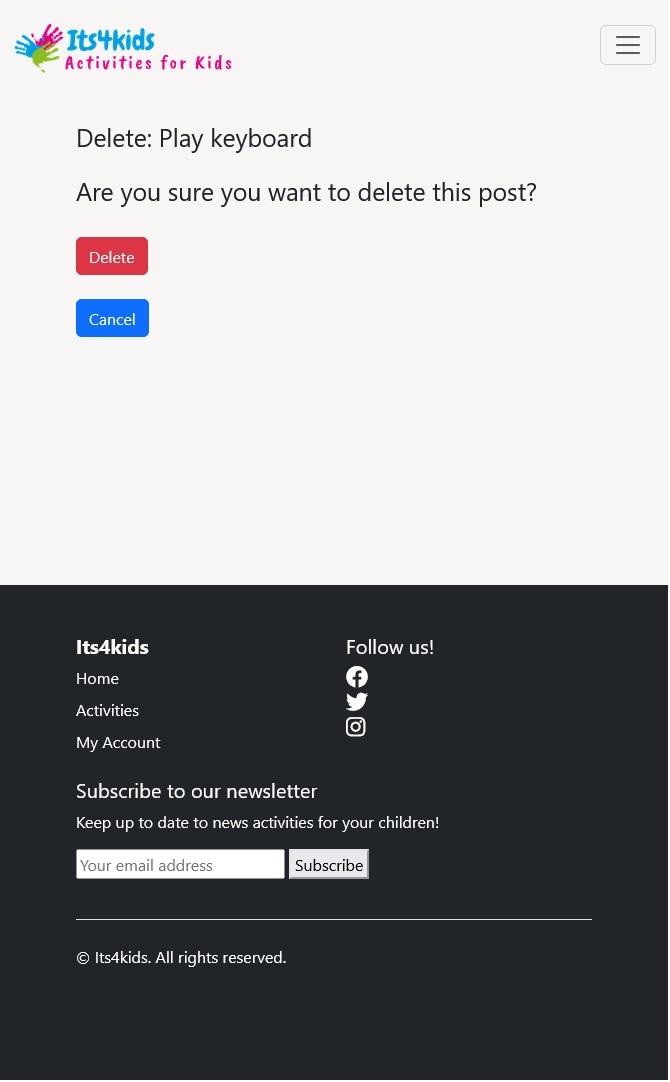 Its4kids
Activities for Kids
Delete: Play keyboard
Are you sure you want to delete this post?
Delete
Cancel
Its4kids
Home
Activities
My Account
Follow us!
Subscribe to our newsletter
Keep up to date to news activities for your children!
Your email address
Subscribe
© Its4kids. All rights reserved.